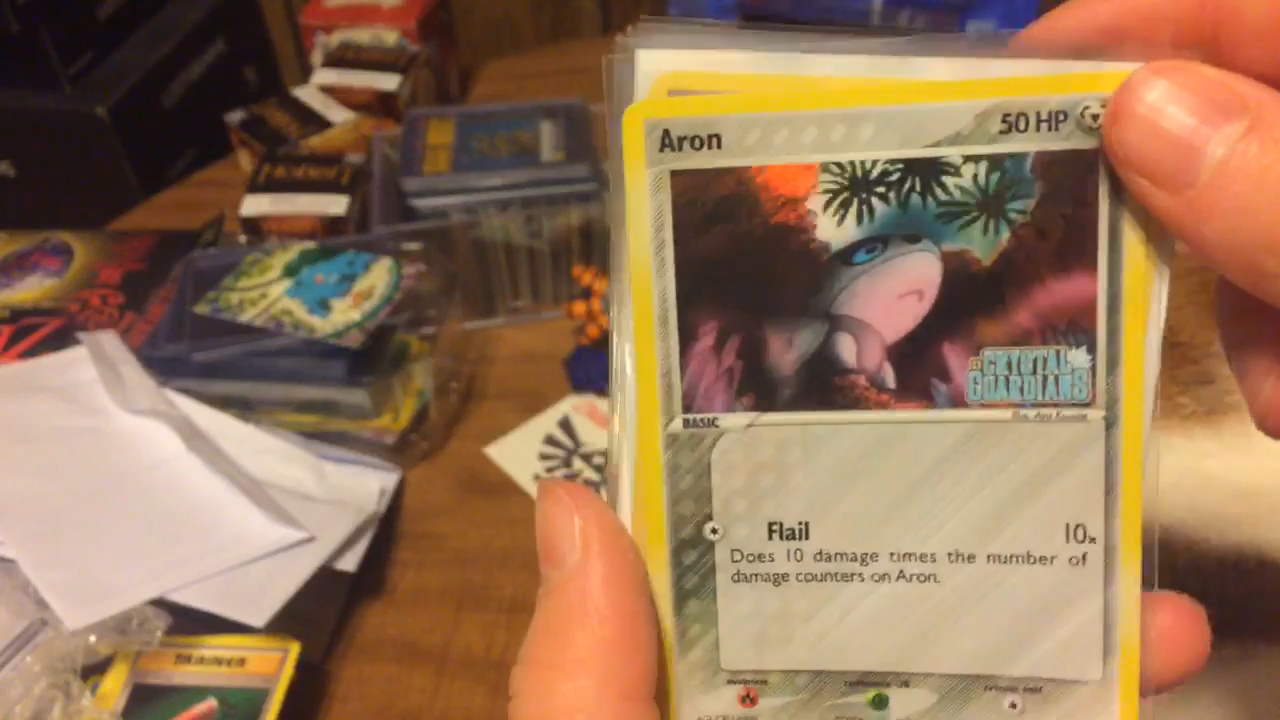 Aron
50 HP
CRYSTAL
GUARDIANS
BASIC
Flail
10x
Does 10 damage times the number of
damage counters on Aron.
TRAINER